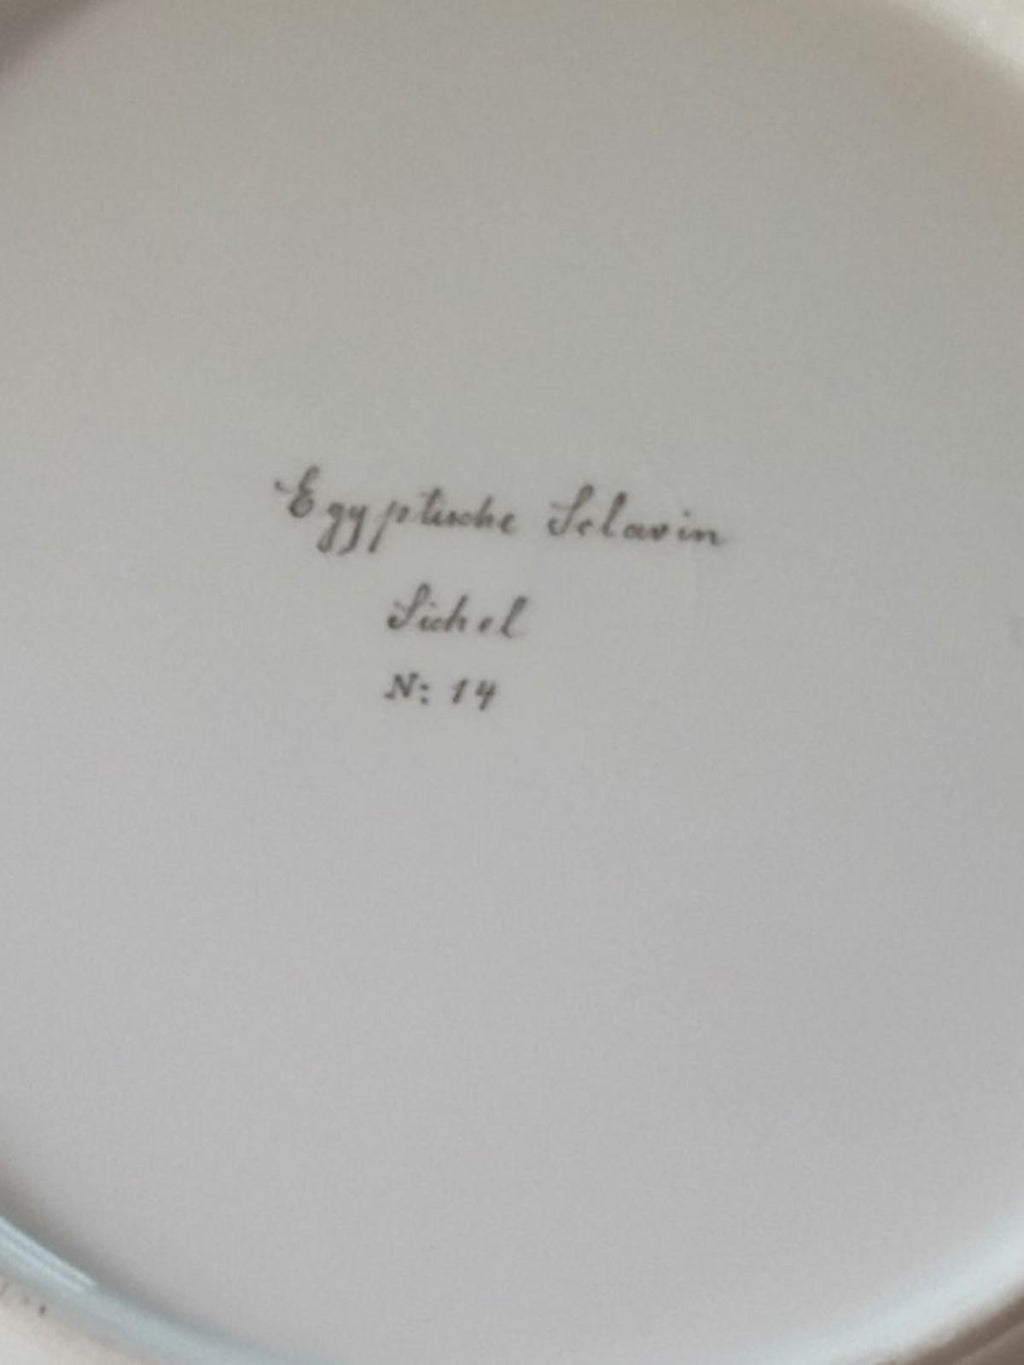 Egyptische Sclavin
Sichel
N: 14